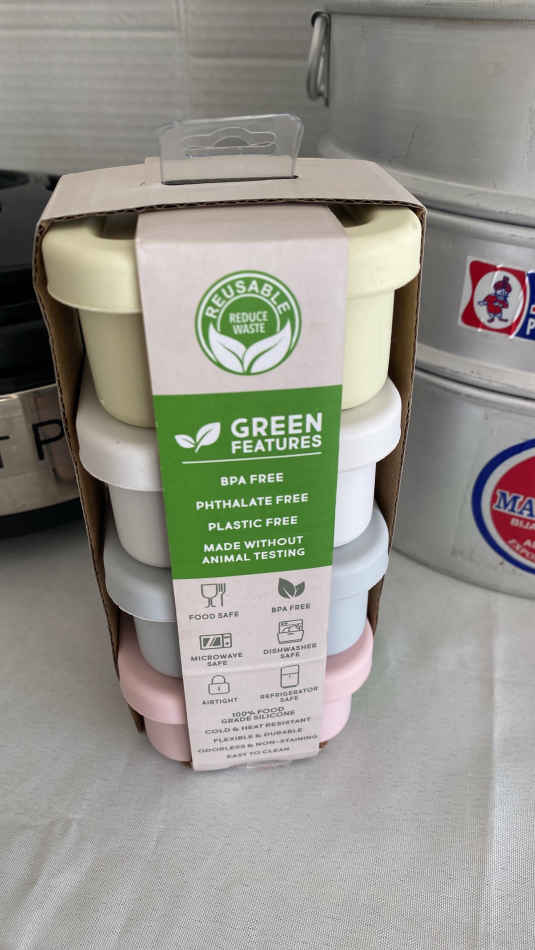 REUSABLE
REDUCE
WASTE
GREEN
FEATURES
BPA FREE
PHTHALATE FREE
PLASTIC FREE
MADE WITHOUT
ANIMAL TESTING
FOOD SAFE
BPA FREE
MICROWAVE
SAFE
DISHWASHER
SAFE
AIRTIGHT
REFRIGERATOR
SAFE
100% FOOD
GRADE SILICONE
COLD & HEAT RESISTANT
FLEXIBLE & DURABLE
ODORLESS & NON-STAINING
EASY TO CLEAN
T P
MA